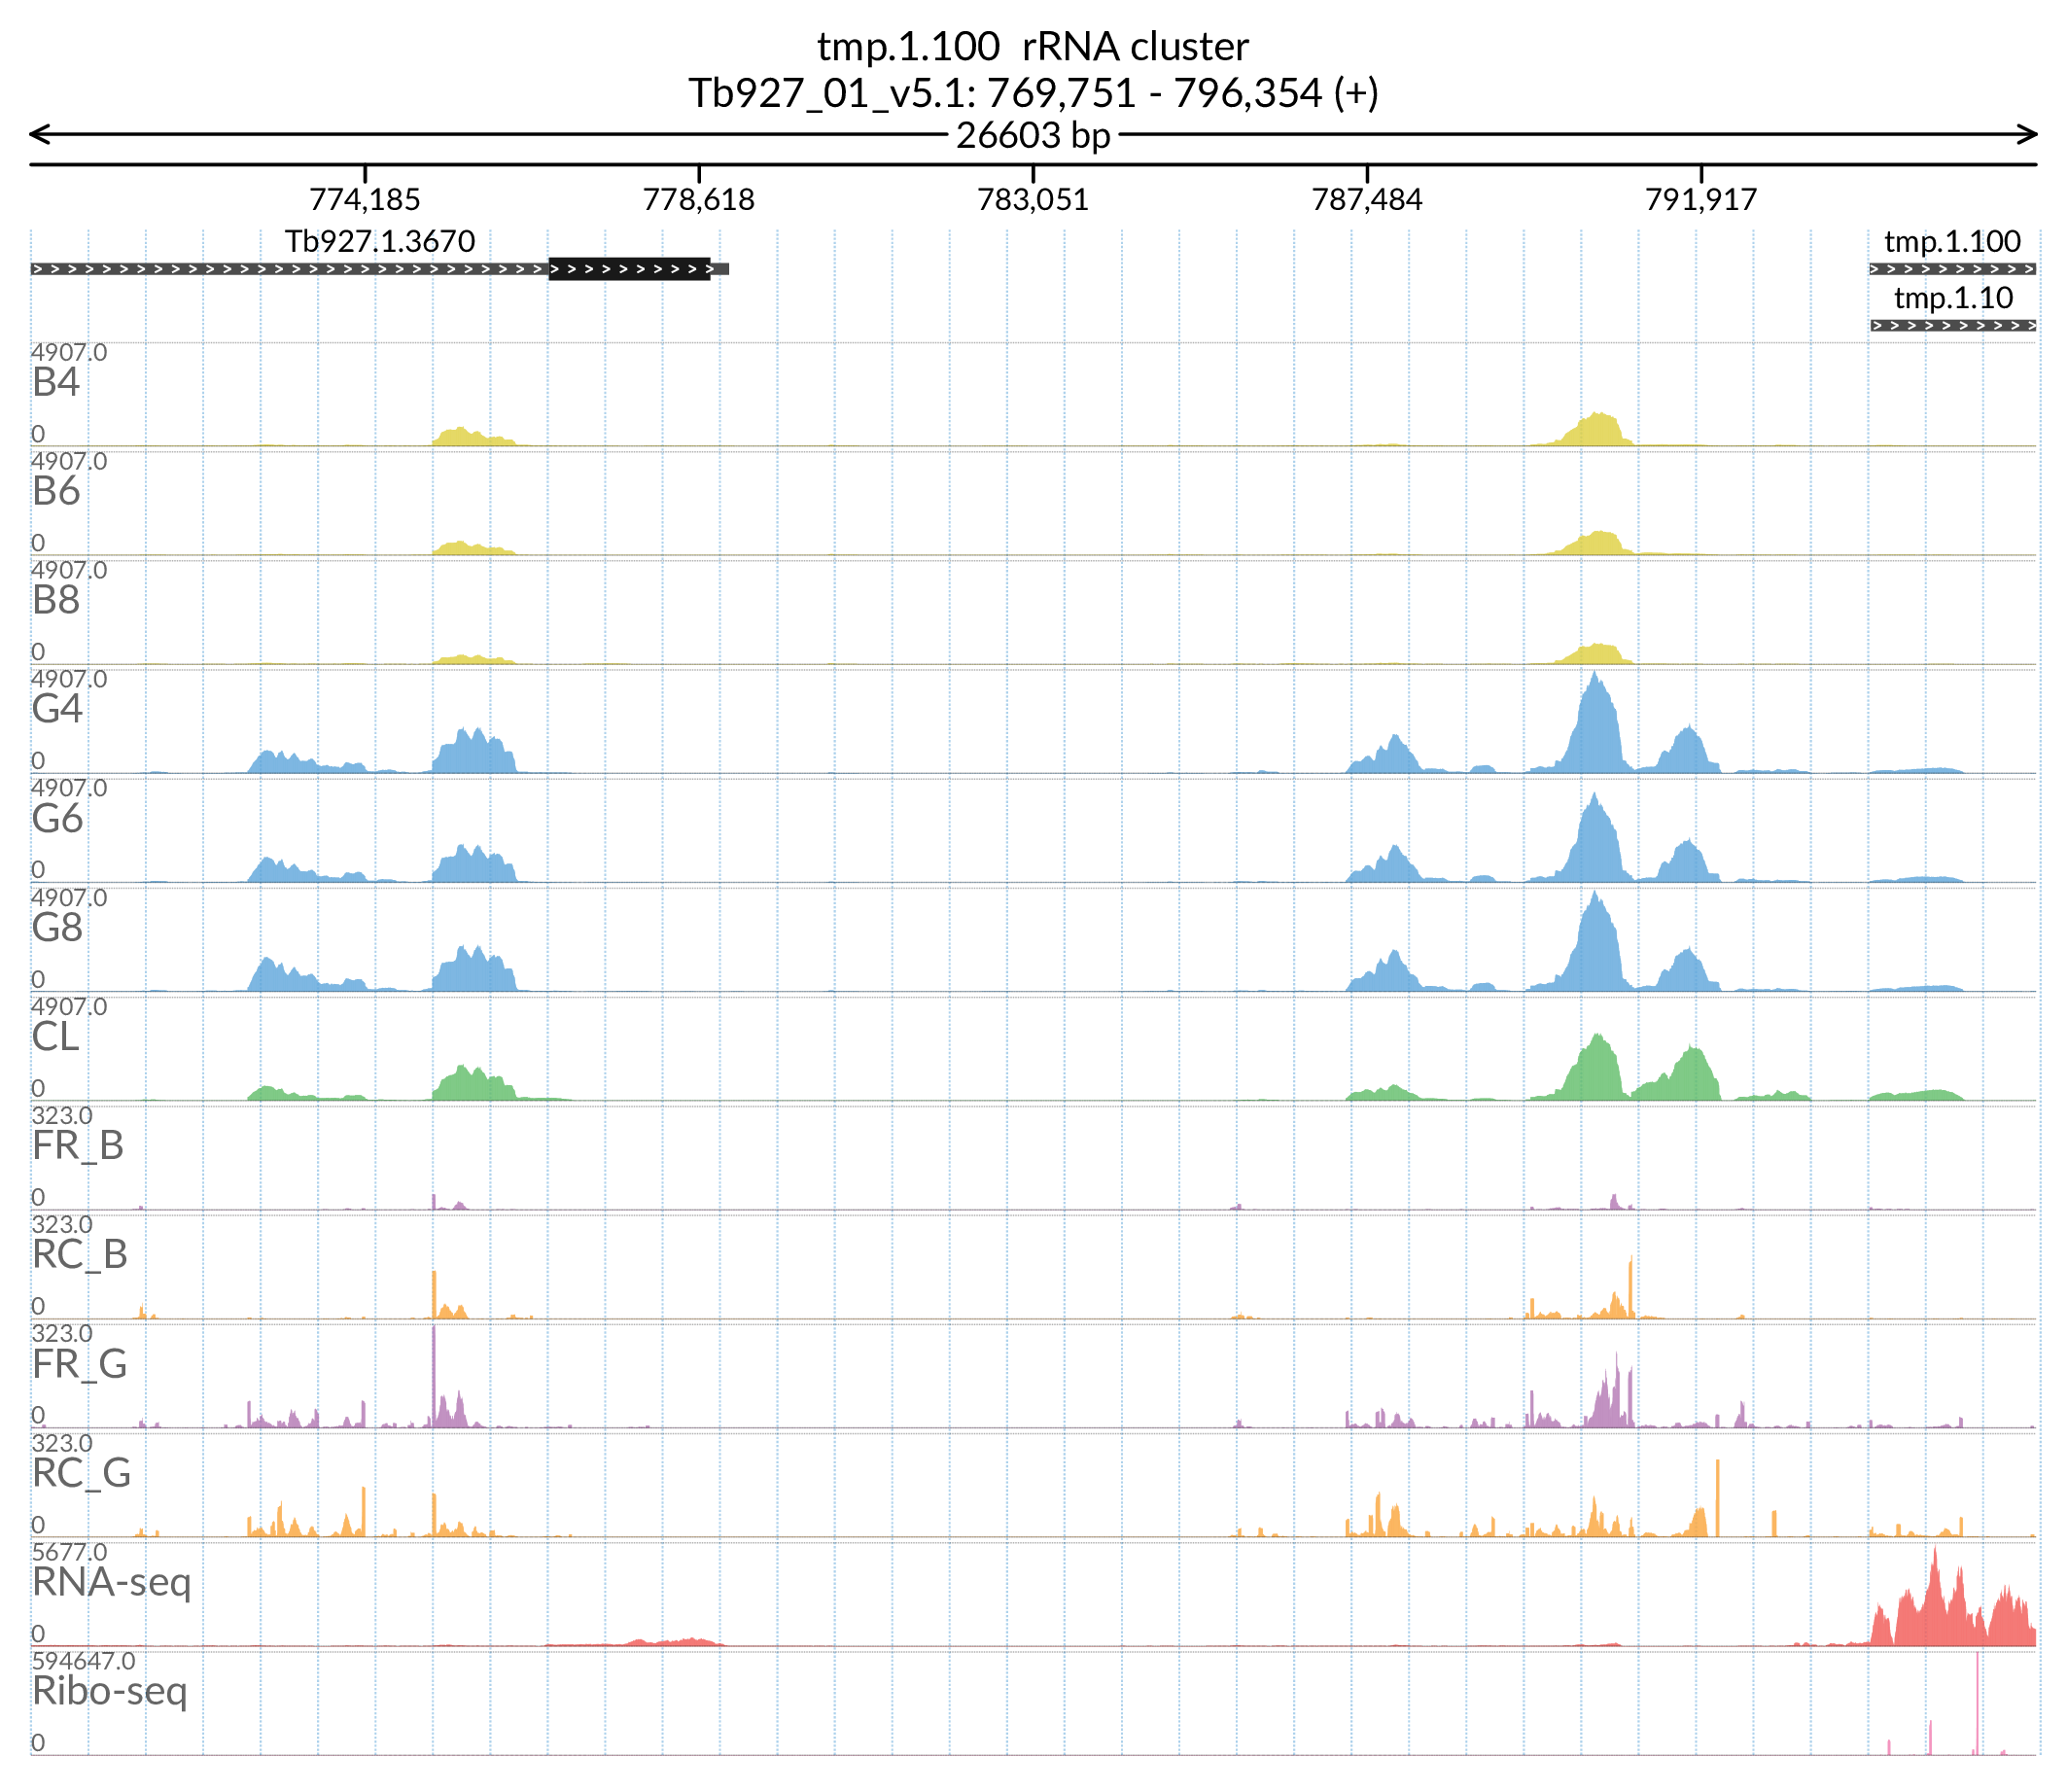 tmp.1.100 rRNA cluster
Tb927_01_v5.1: 769,751 - 796,354 (+)
26603 bp
774,185 778,618 783,051 787,484 791,917
Tb927.1.3670 tmp.1.100
tmp.1.10
4907.0
B4
0
4907.0
B6
0
4907.0
B8
0
4907.0
G4
0
4907.0
G6
0
4907.0
G8
0
4907.0
CL
0
323.0
FR_B
0
323.0
RC_B
0
323.0
FR_G
0
323.0
RC_G
0
5677.0
RNA-seq
0
594647.0
Ribo-seq
0